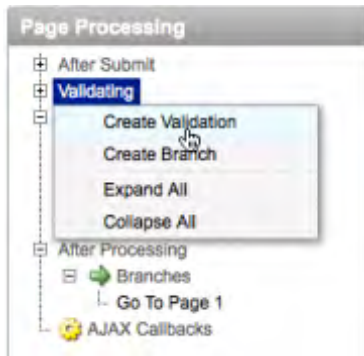 Page Processing
After Submit
Validating
Create Validation
Create Branch
Expand All
Collapse All
After Processing
Branches
Go To Page 1
AJAX Callbacks